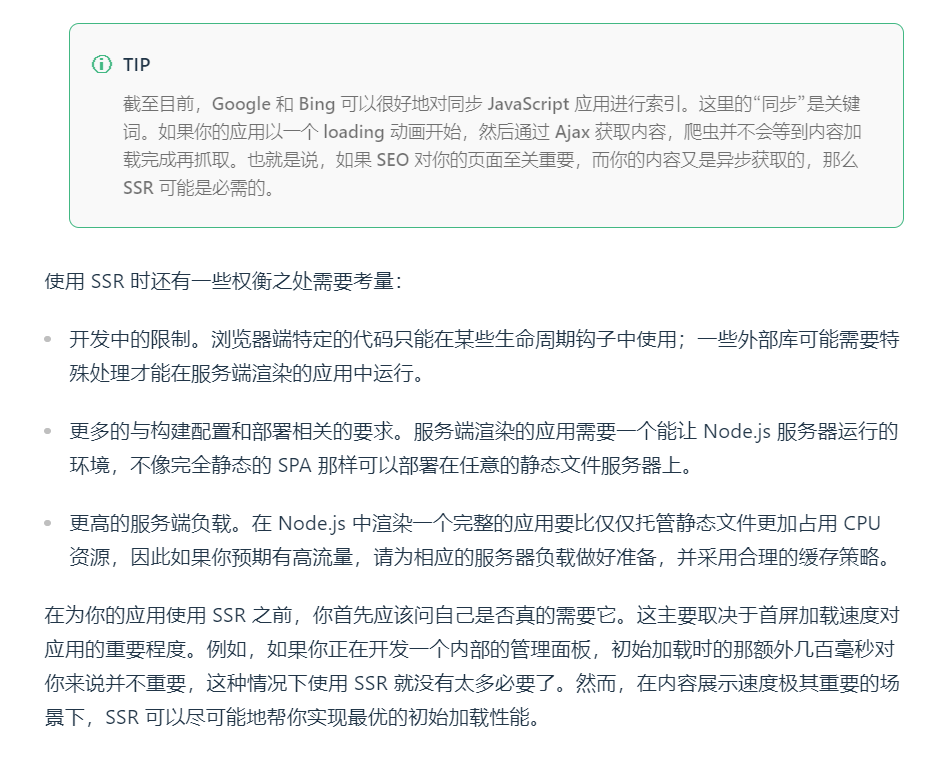 TIP
截至目前，Google 和 Bing 可以很好地对同步 JavaScript 应用进行索引。这里的“同步”是关键
词。如果你的应用以一个 loading 动画开始，然后通过 Ajax 获取内容，爬虫并不会等到内容加
载完成再抓取。也就是说，如果 SEO 对你的页面至关重要，而你的内容又是异步获取的，那么
SSR 可能是必需的。
使用 SSR 时还有一些权衡之处需要考量：
开发中的限制。浏览器端特定的代码只能在某些生命周期钩子中使用；一些外部库可能需要特
殊处理才能在服务端渲染的应用中运行。
更多的与构建配置和部署相关的要求。服务端渲染的应用需要一个能让 Node.js 服务器运行的
环境，不像完全静态的 SPA 那样可以部署在任意的静态文件服务器上。
更高的服务端负载。在 Node.js 中渲染一个完整的应用要比仅仅托管静态文件更加占用 CPU
资源，因此如果你预期有高流量，请为相应的服务器负载做好准备，并采用合理的缓存策略。
在为你的应用使用 SSR 之前，你首先应该问自己是否真的需要它。这主要取决于首屏加载速度对
应用的重要程度。例如，如果你正在开发一个内部的管理面板，初始加载时的那额外几百毫秒对
你来说并不重要，这种情况下使用 SSR 就没有太多必要了。然而，在内容展示速度极其重要的场
景下，SSR 可以尽可能地帮你实现最优的初始加载性能。